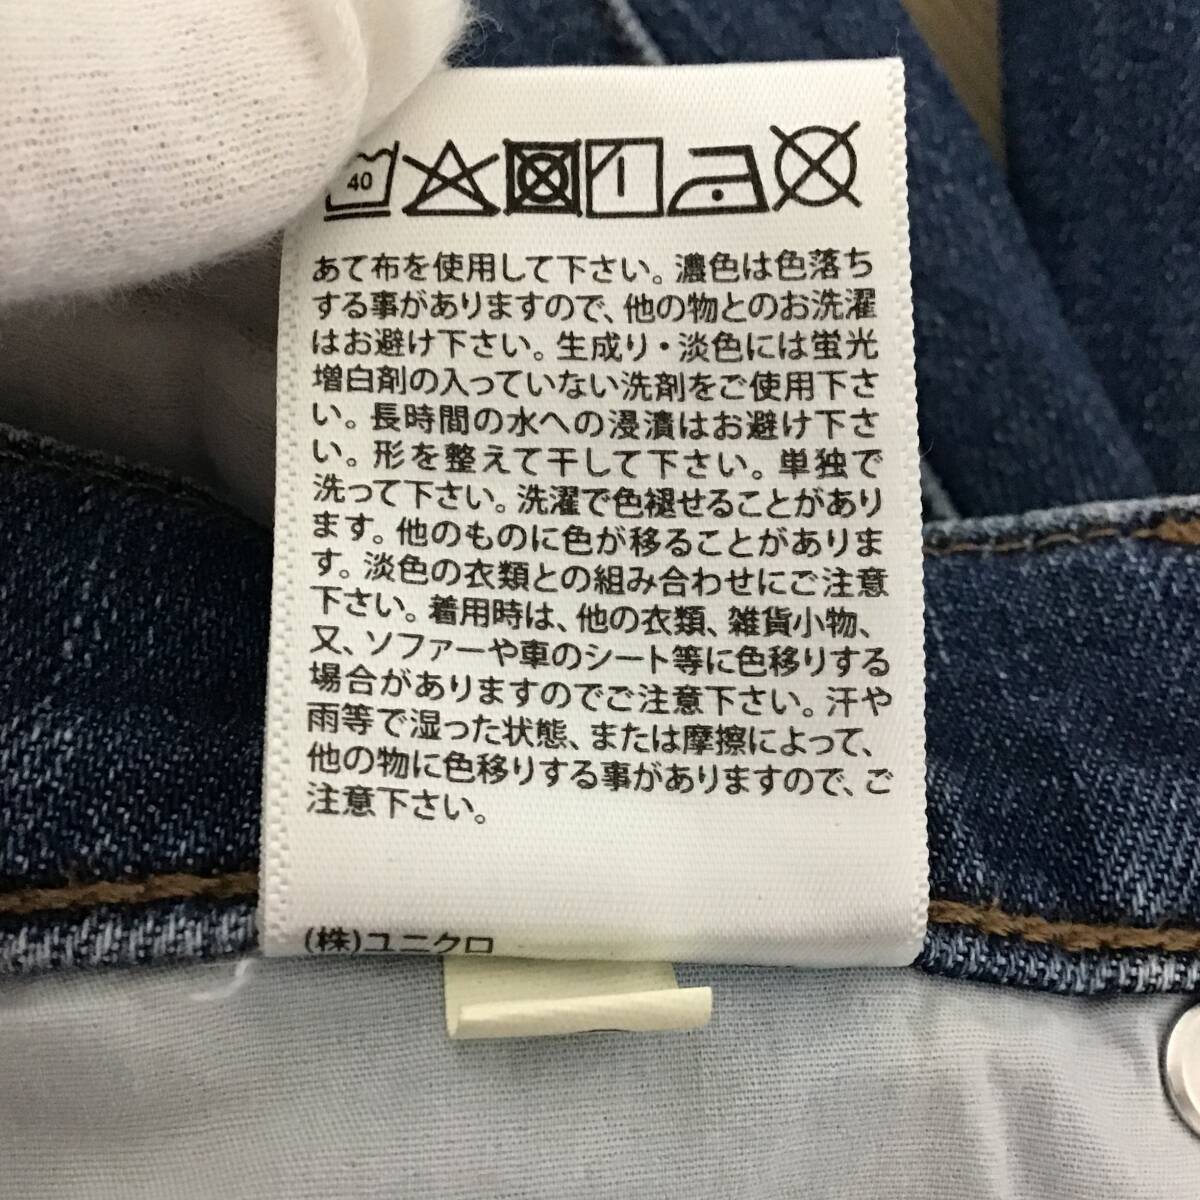 40
あて布を使用して下さい。濃色は色落ち
する事がありますので、他の物とのお洗濯
はお避け下さい。生成り・淡色には蛍光
増白剤の入っていない洗剤をご使用下さ
い。長時間の水への浸漬はお避け下さ
い。形を整えて干して下さい。単独で
洗って下さい。洗濯で色褪せることがあり
ます。他のものに色が移ることがありま
す。淡色の衣類との組み合わせにご注意
下さい。着用時は、他の衣類、雑貨小物、
又、ソファーや車のシート等に色移りする
場合がありますのでご注意下さい。汗や
雨等で湿った状態、または摩擦によって、
他の物に色移りする事がありますので、ご
注意下さい。
(株)ユニクロ